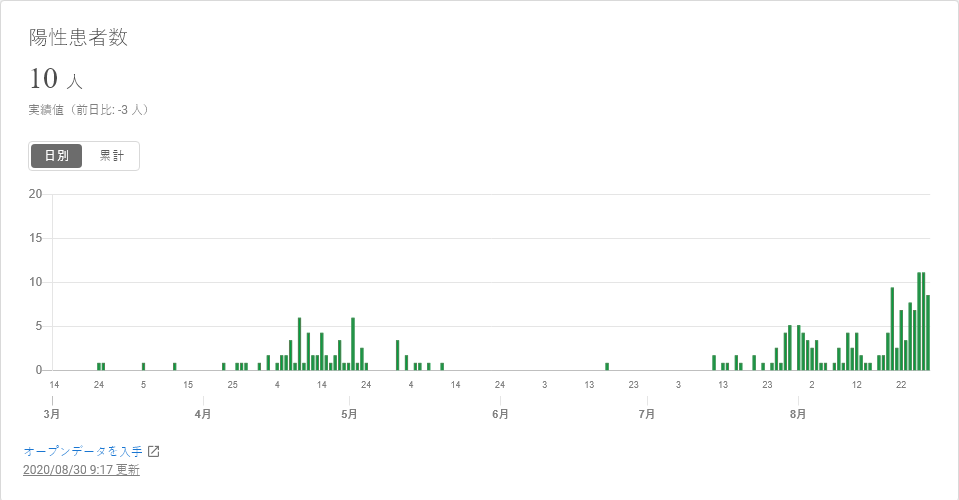 陽性患者数
10 人
実績値（前日比: -3 人）
日別 累計
20
15
10
5
0
14 24 5 15 25 4 14 24 4 14 24 3 13 23 3 13 23 2 12 22
3月 4月 5月 6月 7月 8月
オープンデータを入手
2020/08/30 9:17 更新